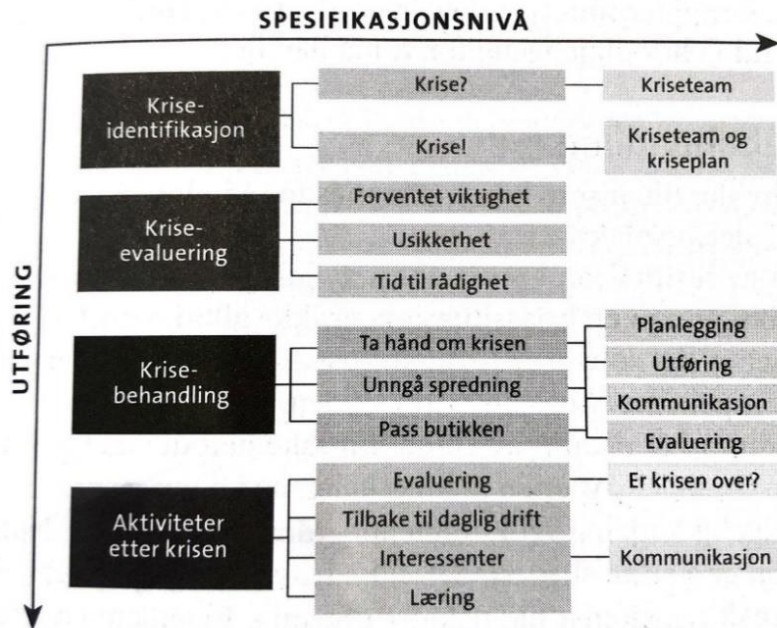 SPESIFIKASJONSNIVÅ
UTFØRING
Krise-
identifikasjon
Krise?
Kriseteam
Krise!
Kriseteam og
kriseplan
Krise-
evaluering
Forventet viktighet
Usikkerhet
Tid til rådighet
Krise-
behandling
Ta hånd om krisen
Unngå spredning
Pass butikken
Planlegging
Utføring
Kommunikasjon
Evaluering
Aktiviteter
etter krisen
Evaluering
Er krisen over?
Tilbake til daglig drift
Interessenter
Kommunikasjon
Læring